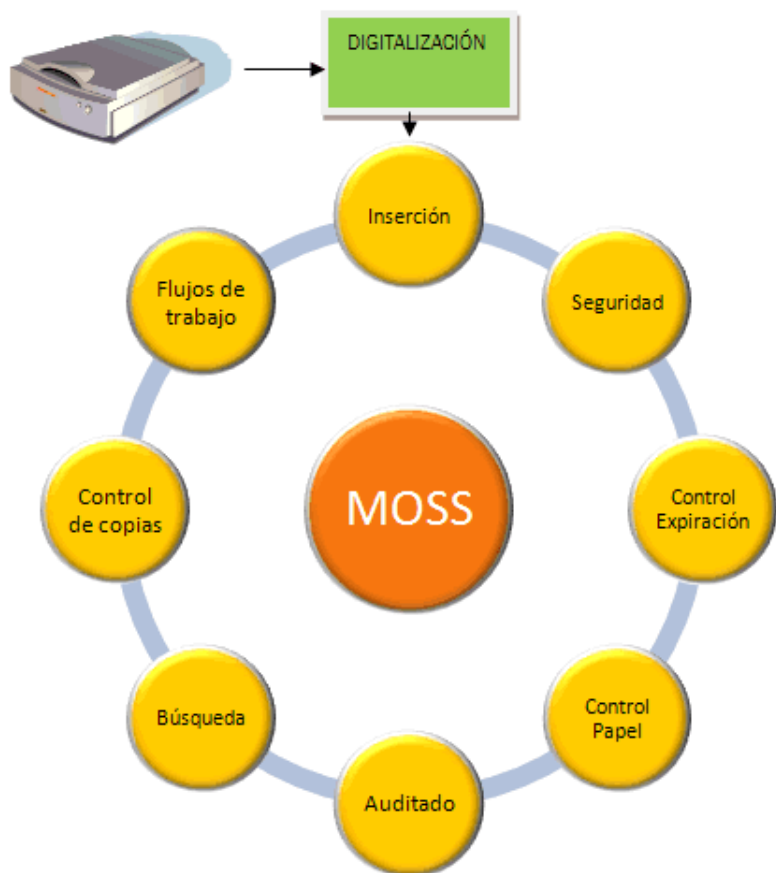 DIGITALIZACIÓN
Inserción
Flujos de
trabajo
Seguridad
Control
de copias
MOSS
Control
Expiración
Búsqueda
Control
Papel
Auditado